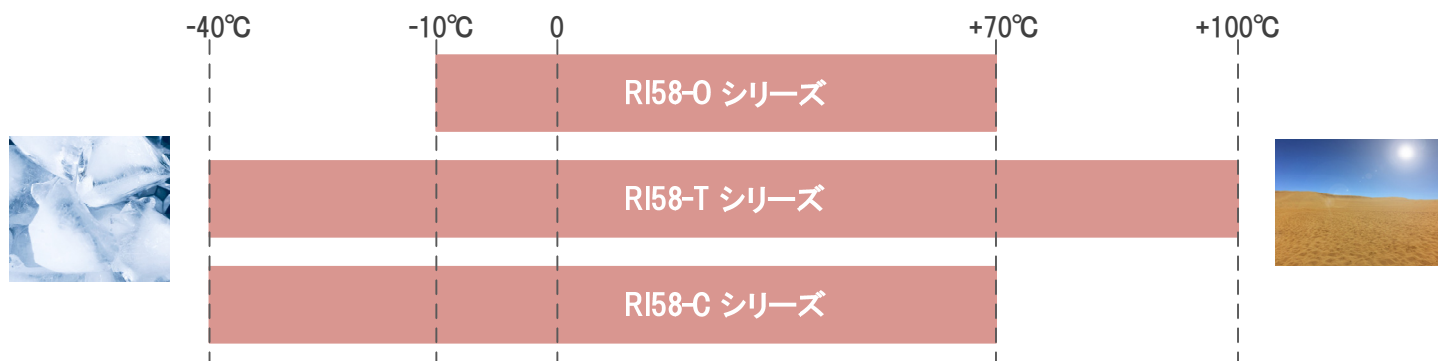 -40℃ -10℃ 0 +70℃ +100℃
RI58-O シリーズ
RI58-T シリーズ
RI58-C シリーズ